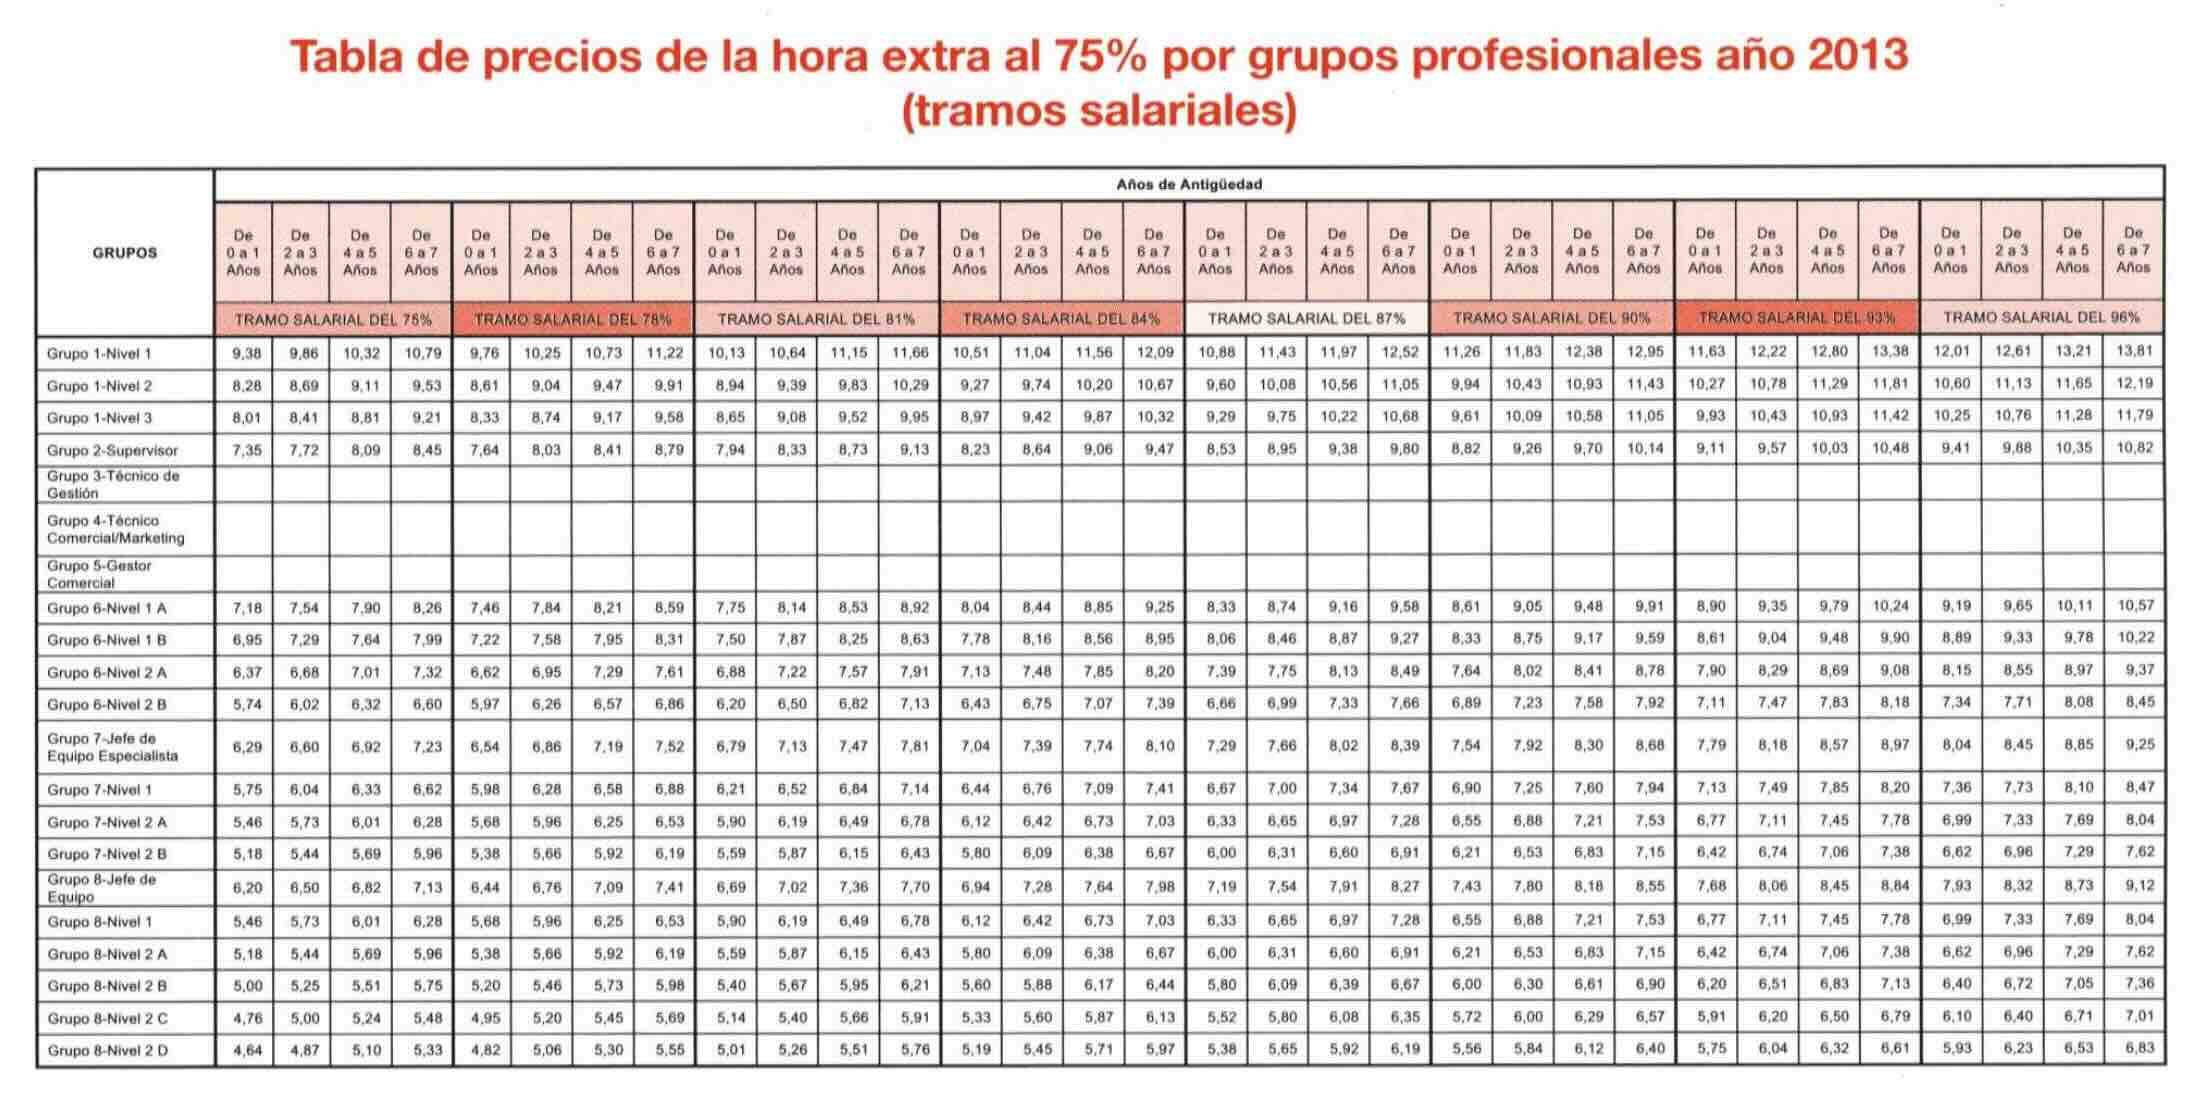 Tabla de precios de la hora extra al 75% por grupos profesionales año 2013
(tramos salariales)
GRUPOS
Años de Antigüedad
De 0 a 1 Años De 2 a 3 Años De 4 a 5 Años De 6 a 7 Años De 0 a 1 Años De 2 a 3 Años De 4 a 5 Años De 6 a 7 Años De 0 a 1 Años De 2 a 3 Años De 4 a 5 Años De 6 a 7 Años De 0 a 1 Años De 2 a 3 Años De 4 a 5 Años De 6 a 7 Años De 0 a 1 Años De 2 a 3 Años De 4 a 5 Años De 6 a 7 Años De 0 a 1 Años De 2 a 3 Años De 4 a 5 Años De 6 a 7 Años De 0 a 1 Años De 2 a 3 Años De 4 a 5 Años De 6 a 7 Años De 0 a 1 Años De 2 a 3 Años De 4 a 5 Años De 6 a 7 Años
TRAMO SALARIAL DEL 75% TRAMO SALARIAL DEL 78% TRAMO SALARIAL DEL 81% TRAMO SALARIAL DEL 84% TRAMO SALARIAL DEL 87% TRAMO SALARIAL DEL 90% TRAMO SALARIAL DEL 93% TRAMO SALARIAL DEL 96%
Grupo 1-Nivel 1 9,38 9,86 10,32 10,79 9,76 10,25 10,73 11,22 10,13 10,64 11,15 11,66 10,51 11,04 11,56 12,09 10,88 11,43 11,97 12,52 11,26 11,83 12,38 12,95 11,63 12,22 12,80 13,38 12,01 12,61 13,21 13,81
Grupo 1-Nivel 2 8,28 8,69 9,11 9,53 8,61 9,04 9,47 9,91 8,94 9,39 9,83 10,29 9,27 9,74 10,20 10,67 9,60 10,08 10,56 11,05 9,94 10,43 10,93 11,43 10,27 10,78 11,29 11,81 10,60 11,13 11,65 12,19
Grupo 1-Nivel 3 8,01 8,41 8,81 9,21 8,33 8,74 9,17 9,58 8,65 9,08 9,52 9,95 8,97 9,42 9,87 10,32 9,29 9,75 10,22 10,68 9,61 10,09 10,58 11,05 9,93 10,43 10,93 11,42 10,25 10,76 11,28 11,79
Grupo 2-Supervisor 7,35 7,72 8,09 8,45 7,64 8,03 8,41 8,79 7,94 8,33 8,73 9,13 8,23 8,64 9,06 9,47 8,53 8,95 9,38 9,80 8,82 9,26 9,70 10,14 9,11 9,57 10,03 10,48 9,41 9,88 10,35 10,82
Grupo 3-Técnico de
Gestión
Grupo 4-Técnico
Comercial/Marketing
Grupo 5-Gestor
Comercial
Grupo 6-Nivel 1 A 7,18 7,54 7,90 8,26 7,46 7,84 8,21 8,59 7,75 8,14 8,53 8,92 8,04 8,44 8,85 9,25 8,33 8,74 9,16 9,58 8,61 9,05 9,48 9,91 8,90 9,35 9,79 10,24 9,19 9,65 10,11 10,57
Grupo 6-Nivel 1 B 6,95 7,29 7,64 7,99 7,22 7,58 7,95 8,31 7,50 7,87 8,25 8,63 7,78 8,16 8,56 8,95 8,06 8,46 8,87 9,27 8,33 8,75 9,17 9,59 8,61 9,04 9,48 9,90 8,89 9,33 9,78 10,22
Grupo 6-Nivel 2 A 6,37 6,68 7,01 7,32 6,62 6,95 7,29 7,61 6,88 7,22 7,57 7,91 7,13 7,48 7,85 8,20 7,39 7,75 8,13 8,49 7,64 8,02 8,41 8,78 7,90 8,29 8,69 9,08 8,15 8,55 8,97 9,37
Grupo 6-Nivel 2 B 5,74 6,02 6,32 6,60 5,97 6,26 6,57 6,86 6,20 6,50 6,82 7,13 6,43 6,75 7,07 7,39 6,66 6,99 7,33 7,66 6,89 7,23 7,58 7,92 7,11 7,47 7,83 8,18 7,34 7,71 8,08 8,45
Grupo 7-Jefe de
Equipo Especialista 6,29 6,60 6,92 7,23 6,54 6,86 7,19 7,52 6,79 7,13 7,47 7,81 7,04 7,39 7,74 8,10 7,29 7,66 8,02 8,39 7,54 7,92 8,30 8,68 7,79 8,18 8,57 8,97 8,04 8,45 8,85 9,25
Grupo 7-Nivel 1 5,75 6,04 6,33 6,62 5,98 6,28 6,58 6,88 6,21 6,52 6,84 7,14 6,44 6,76 7,09 7,41 6,67 7,00 7,34 7,67 6,90 7,25 7,60 7,94 7,13 7,49 7,85 8,20 7,36 7,73 8,10 8,47
Grupo 7-Nivel 2 A 5,46 5,73 6,01 6,28 5,68 5,96 6,25 6,53 5,90 6,19 6,49 6,78 6,12 6,42 6,73 7,03 6,33 6,65 6,97 7,28 6,55 6,88 7,21 7,53 6,77 7,11 7,45 7,78 6,99 7,33 7,69 8,04
Grupo 7-Nivel 2 B 5,18 5,44 5,69 5,96 5,38 5,66 5,92 6,19 5,59 5,87 6,15 6,43 5,80 6,09 6,38 6,67 6,00 6,31 6,60 6,91 6,21 6,53 6,83 7,15 6,42 6,74 7,06 7,38 6,62 6,96 7,29 7,62
Grupo 8-Jefe de
Equipo 6,20 6,50 6,82 7,13 6,44 6,76 7,09 7,41 6,69 7,02 7,36 7,70 6,94 7,28 7,64 7,98 7,19 7,54 7,91 8,27 7,43 7,80 8,18 8,55 7,68 8,06 8,45 8,84 7,93 8,32 8,73 9,12
Grupo 8-Nivel 1 5,46 5,73 6,01 6,28 5,68 5,96 6,25 6,53 5,90 6,19 6,49 6,78 6,12 6,42 6,73 7,03 6,33 6,65 6,97 7,28 6,55 6,88 7,21 7,53 6,77 7,11 7,45 7,78 6,99 7,33 7,69 8,04
Grupo 8-Nivel 2 A 5,18 5,44 5,69 5,96 5,38 5,66 5,92 6,19 5,59 5,87 6,15 6,43 5,80 6,09 6,38 6,67 6,00 6,31 6,60 6,91 6,21 6,53 6,83 7,15 6,42 6,74 7,06 7,38 6,62 6,96 7,29 7,62
Grupo 8-Nivel 2 B 5,00 5,25 5,51 5,75 5,20 5,46 5,73 5,98 5,40 5,67 5,95 6,21 5,60 5,88 6,17 6,44 5,80 6,09 6,39 6,67 6,00 6,30 6,61 6,90 6,20 6,51 6,83 7,13 6,40 6,72 7,05 7,36
Grupo 8-Nivel 2 C 4,76 5,00 5,24 5,48 4,95 5,20 5,45 5,69 5,14 5,40 5,66 5,91 5,33 5,60 5,87 6,13 5,52 5,80 6,08 6,35 5,72 6,00 6,29 6,57 5,91 6,20 6,50 6,79 6,10 6,40 6,71 7,01
Grupo 8-Nivel 2 D 4,64 4,87 5,10 5,33 4,82 5,06 5,30 5,55 5,01 5,26 5,51 5,76 5,19 5,45 5,71 5,97 5,38 5,65 5,92 6,19 5,56 5,84 6,12 6,40 5,75 6,04 6,32 6,61 5,93 6,23 6,53 6,83